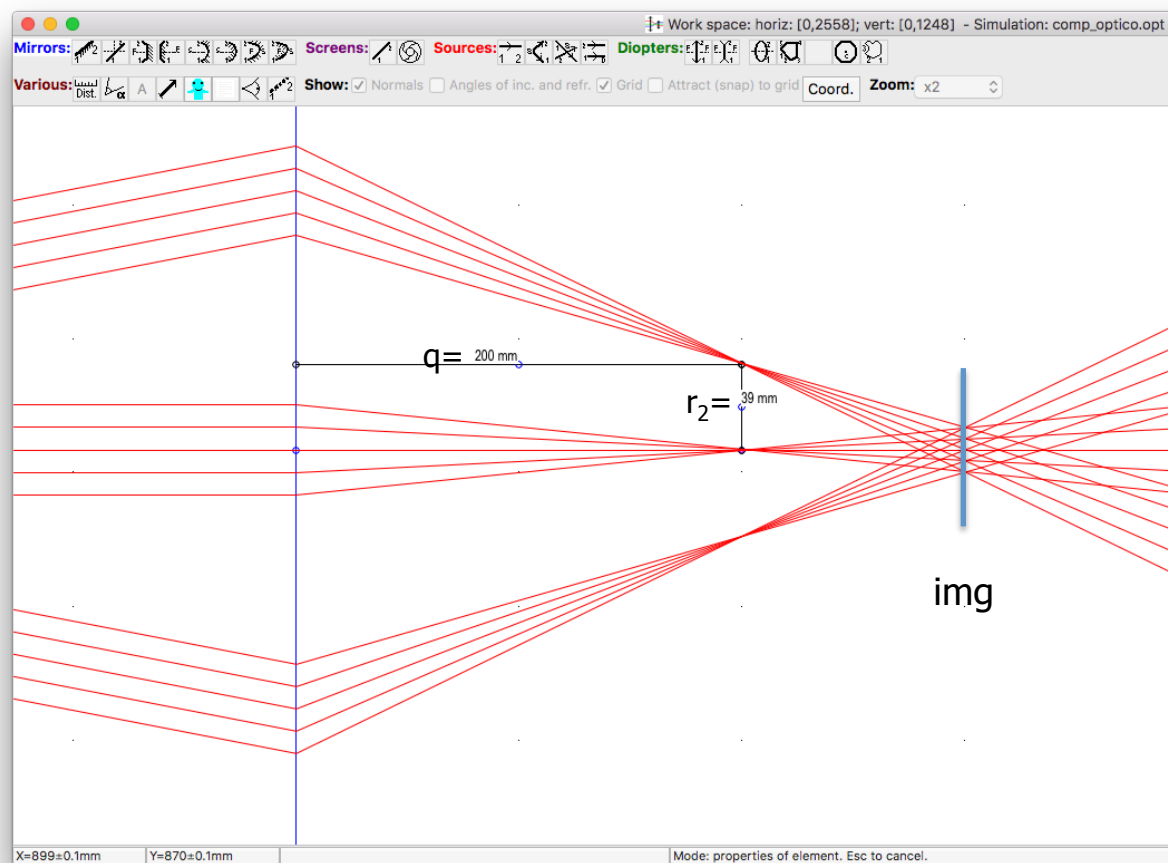 Work space: horiz: [0,2558]; vert: [0,1248] - Simulation: comp_optico.opt
Mirrors: Screens: Sources: Diopters:
Various: Dist. α A Show: Normals Angles of inc. and refr. Grid Attract (snap) to grid Coord. Zoom: x2
q= 200 mm
r₂= 39 mm
img
X=899±0.1mm Y=870±0.1mm Mode: properties of element. Esc to cancel.